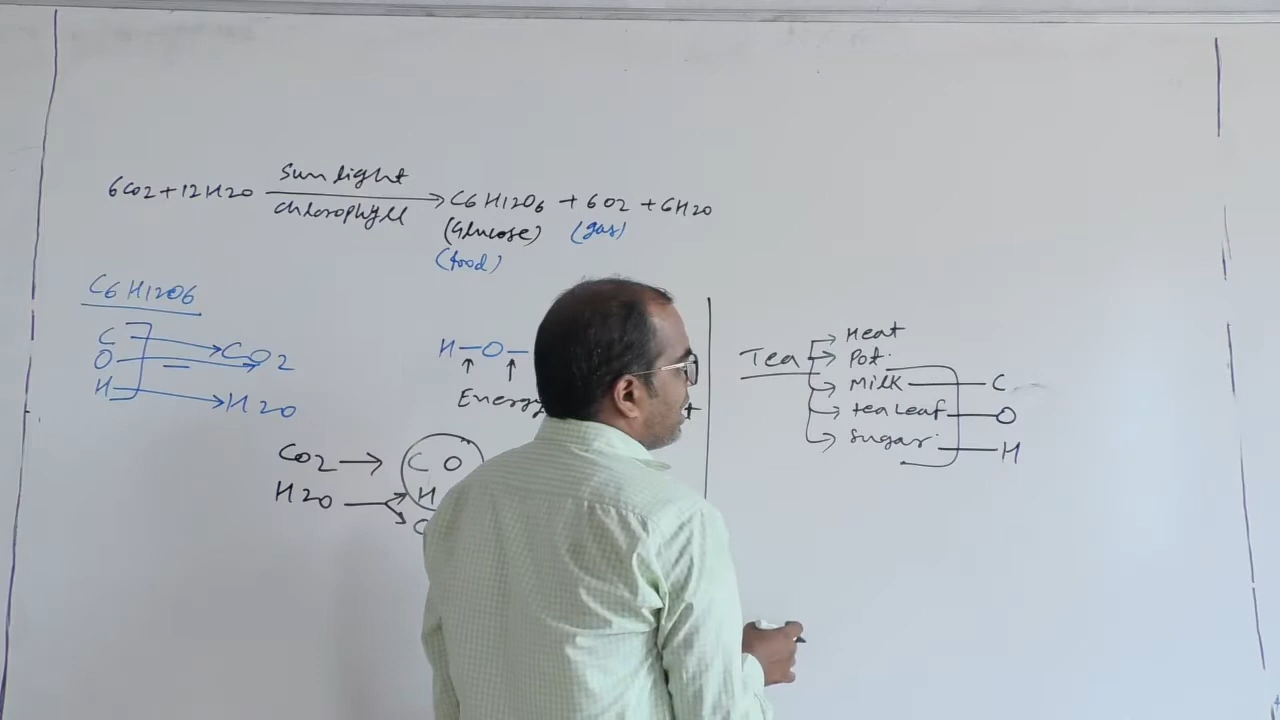 Sun light
6CO2+12H2O → C6H12O6 + 6O2 + 6H2O
chlorophyll
(Glucose) (gas)
(food)
C6H12O6
C
O → CO2
H → H2O
H-O-
Energy
CO2 → C O
H2O → H
Tea
Heat
Pot.
Milk — C
tea Leaf — O
Sugar. — H